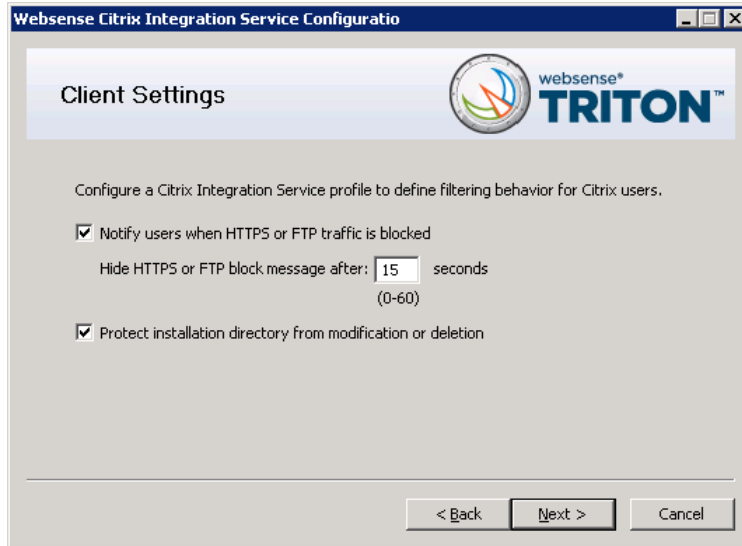 Websense Citrix Integration Service Configuratio
Client Settings
websense®
TRITON™
Configure a Citrix Integration Service profile to define filtering behavior for Citrix users.
Notify users when HTTPS or FTP traffic is blocked
Hide HTTPS or FTP block message after: 15 seconds
(0-60)
Protect installation directory from modification or deletion
< Back Next > Cancel